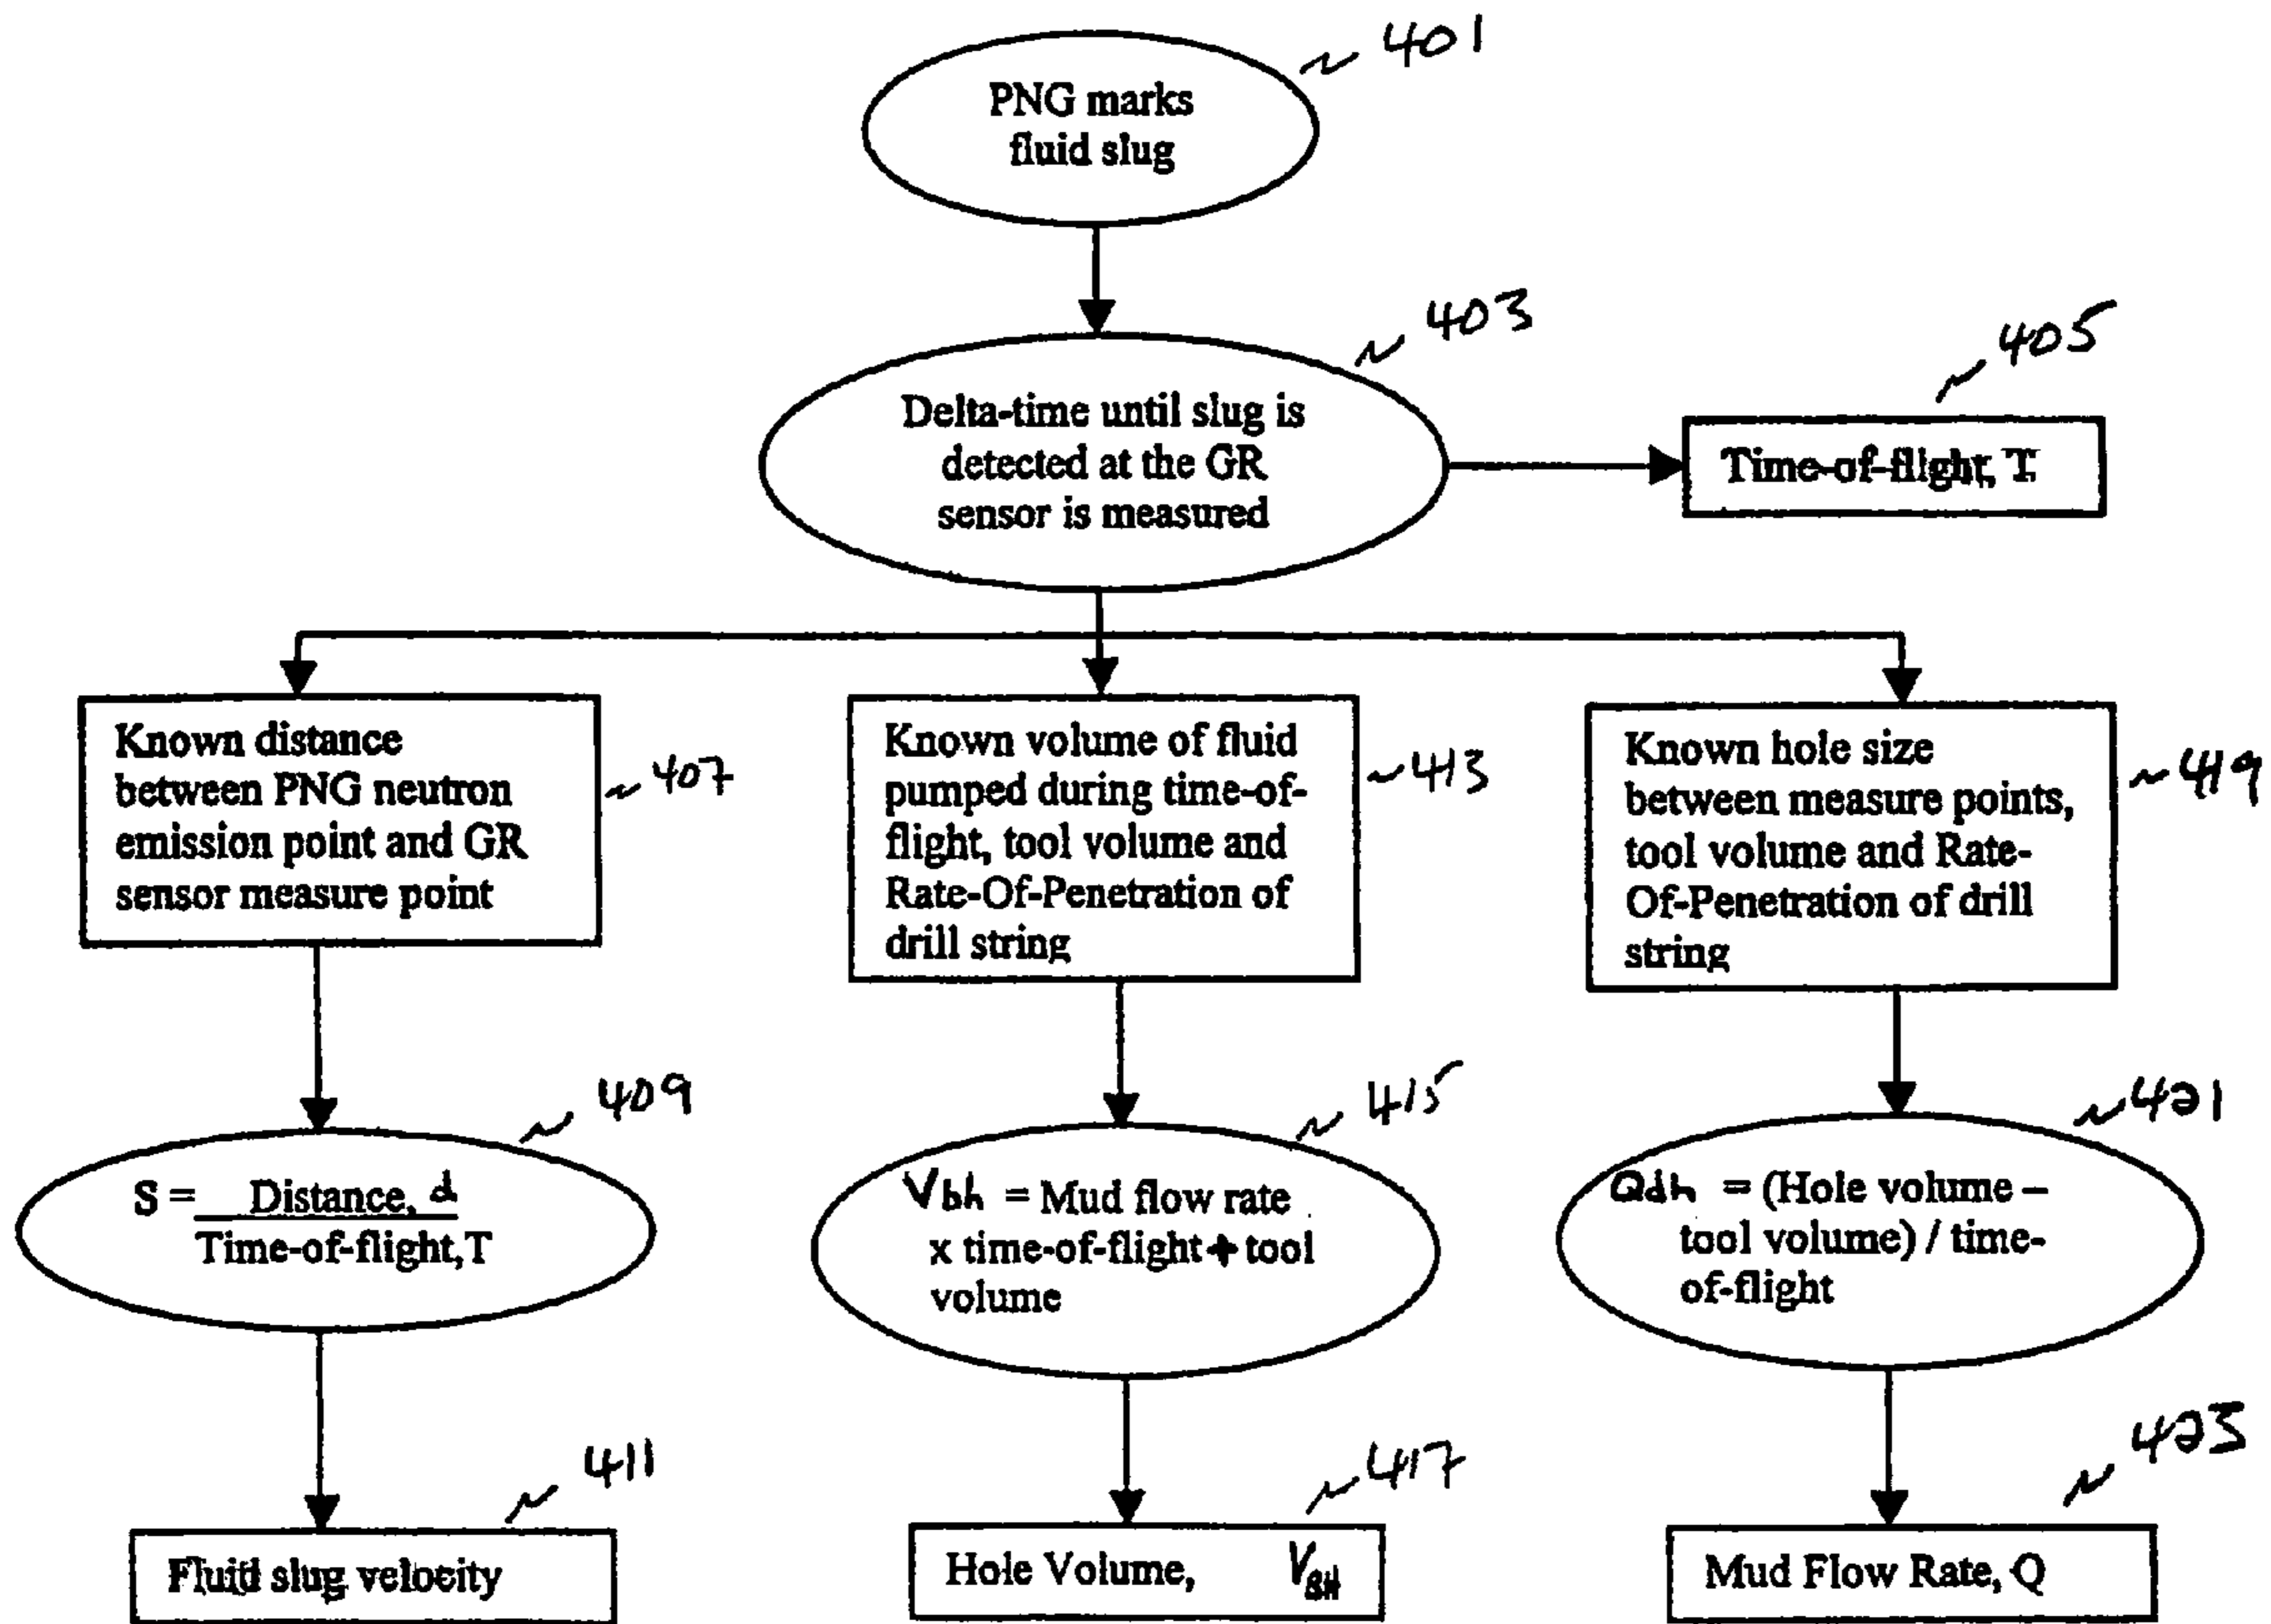 401
PNG marks
fluid slug
403
405
Delta-time until slug is
detected at the GR
sensor is measured
Time-of-flight, T
Known distance
between PNG neutron
emission point and GR
sensor measure point
407
Known volume of fluid
pumped during time-of-
flight, tool volume and
Rate-Of-Penetration of
drill string
413
Known hole size
between measure points,
tool volume and Rate-
Of-Penetration of drill
string
419
409
S = Distance, d
Time-of-flight,T
415
Vbh = Mud flow rate
x time-of-flight + tool
volume
421
Qdh = (Hole volume –
tool volume) / time-
of-flight
411
Fluid slug velocity
417
Hole Volume, VBH
423
Mud Flow Rate, Q